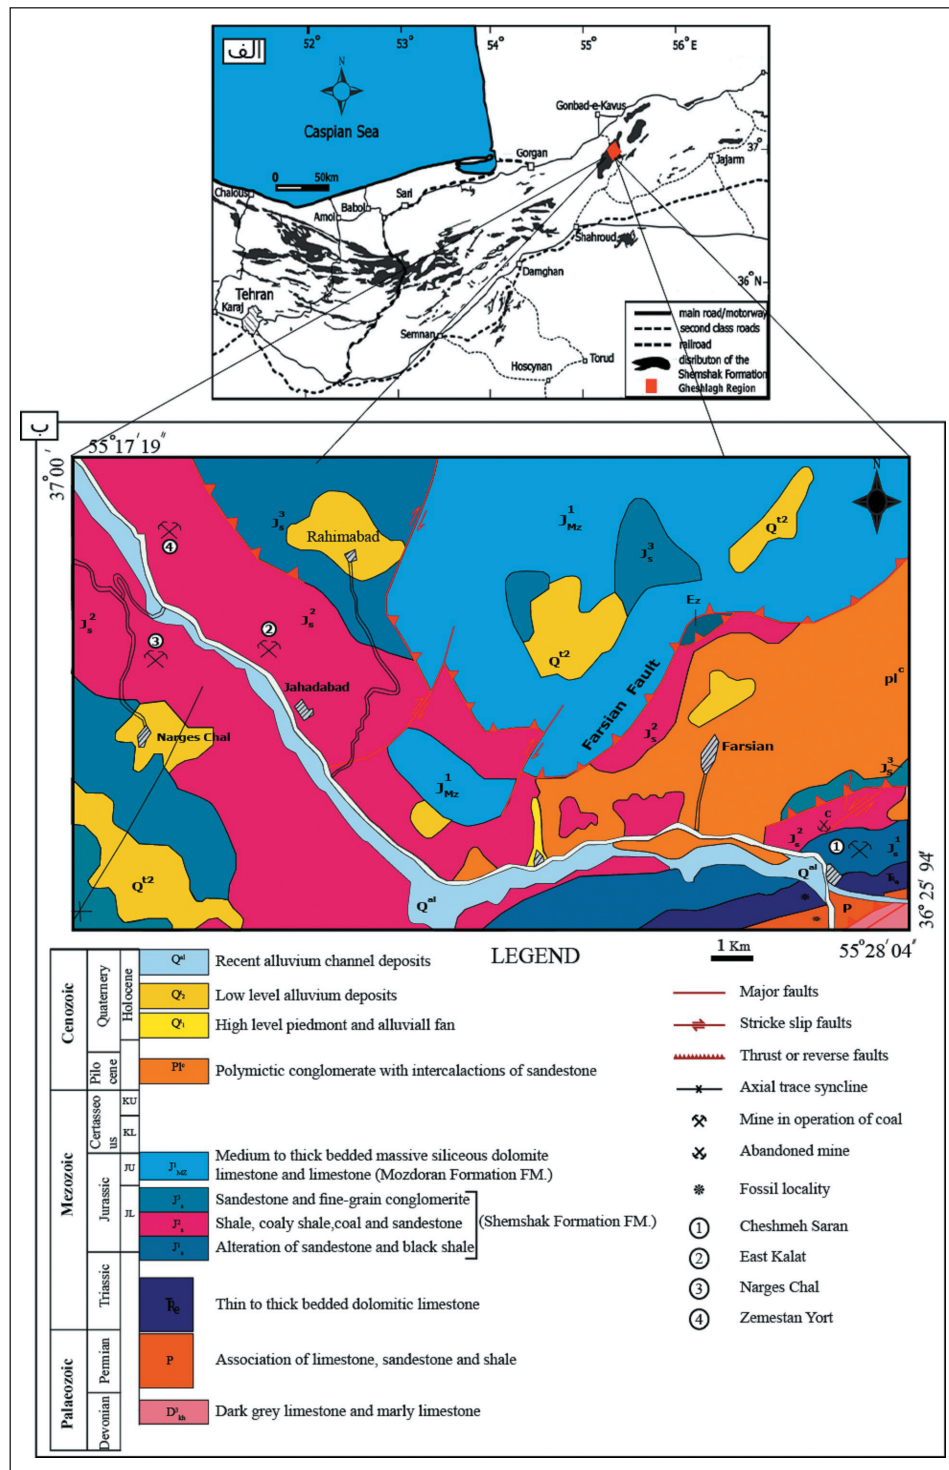 الف
52°
53°
54°
55°
56° E
N
Caspian Sea
0 50km
Gonbad-e-Kavus
37°
Gorgan
Jajarm
Chalous
Sari
Babol
Amol
Shahroud
Damghan
36°N
Tehran
Karaj
Semnan
Torud
Hoscynan
main road/motorway
second class roads
railroad
disributon of the
Shemshak Formation
Gheshlagh Region
ب
55° 17′ 19″
37° 00′
N
4
J3s
Rahimabad
J1Mz
Qt2
J3s
Ez
J2s
3
2
J2s
Qt2
Farsian Fault
plc
Jahadabad
Narges Chal
J2s
Farsian
J1Mz
J3s
C
J2s
1
J1s
Qt2
Qal
Qal
P
36° 25′ 94″
1 Km
55° 28′ 04″
LEGEND
Cenozoic
Quaternery
Holocene
Qal Recent alluvium channel deposits
Qt2 Low level alluvium deposits
Qt1 High level piedmont and alluviall fan
Pilo
cene
Plc Polymictic conglomerate with intercalactions of sandestone
Mezozoic
Certasseo
us
KU
KL
Jurassic
JU
J1MZ Medium to thick bedded massive siliceous dolomite
limestone and limestone (Mozdoran Formation FM.)
JL
J3s Sandestone and fine-grain conglomerite
J2s Shale, coaly shale,coal and sandestone
(Shemshak Formation FM.)
J1s Alteration of sandestone and black shale
Triassic
TRe Thin to thick bedded dolomitic limestone
Palaeozoic
Permian
P Association of limestone, sandestone and shale
Devonian
D3kh Dark grey limestone and marly limestone
Major faults
Stricke slip faults
Thrust or reverse faults
Axial trace syncline
Mine in operation of coal
Abandoned mine
Fossil locality
1 Cheshmeh Saran
2 East Kalat
3 Narges Chal
4 Zemestan Yort